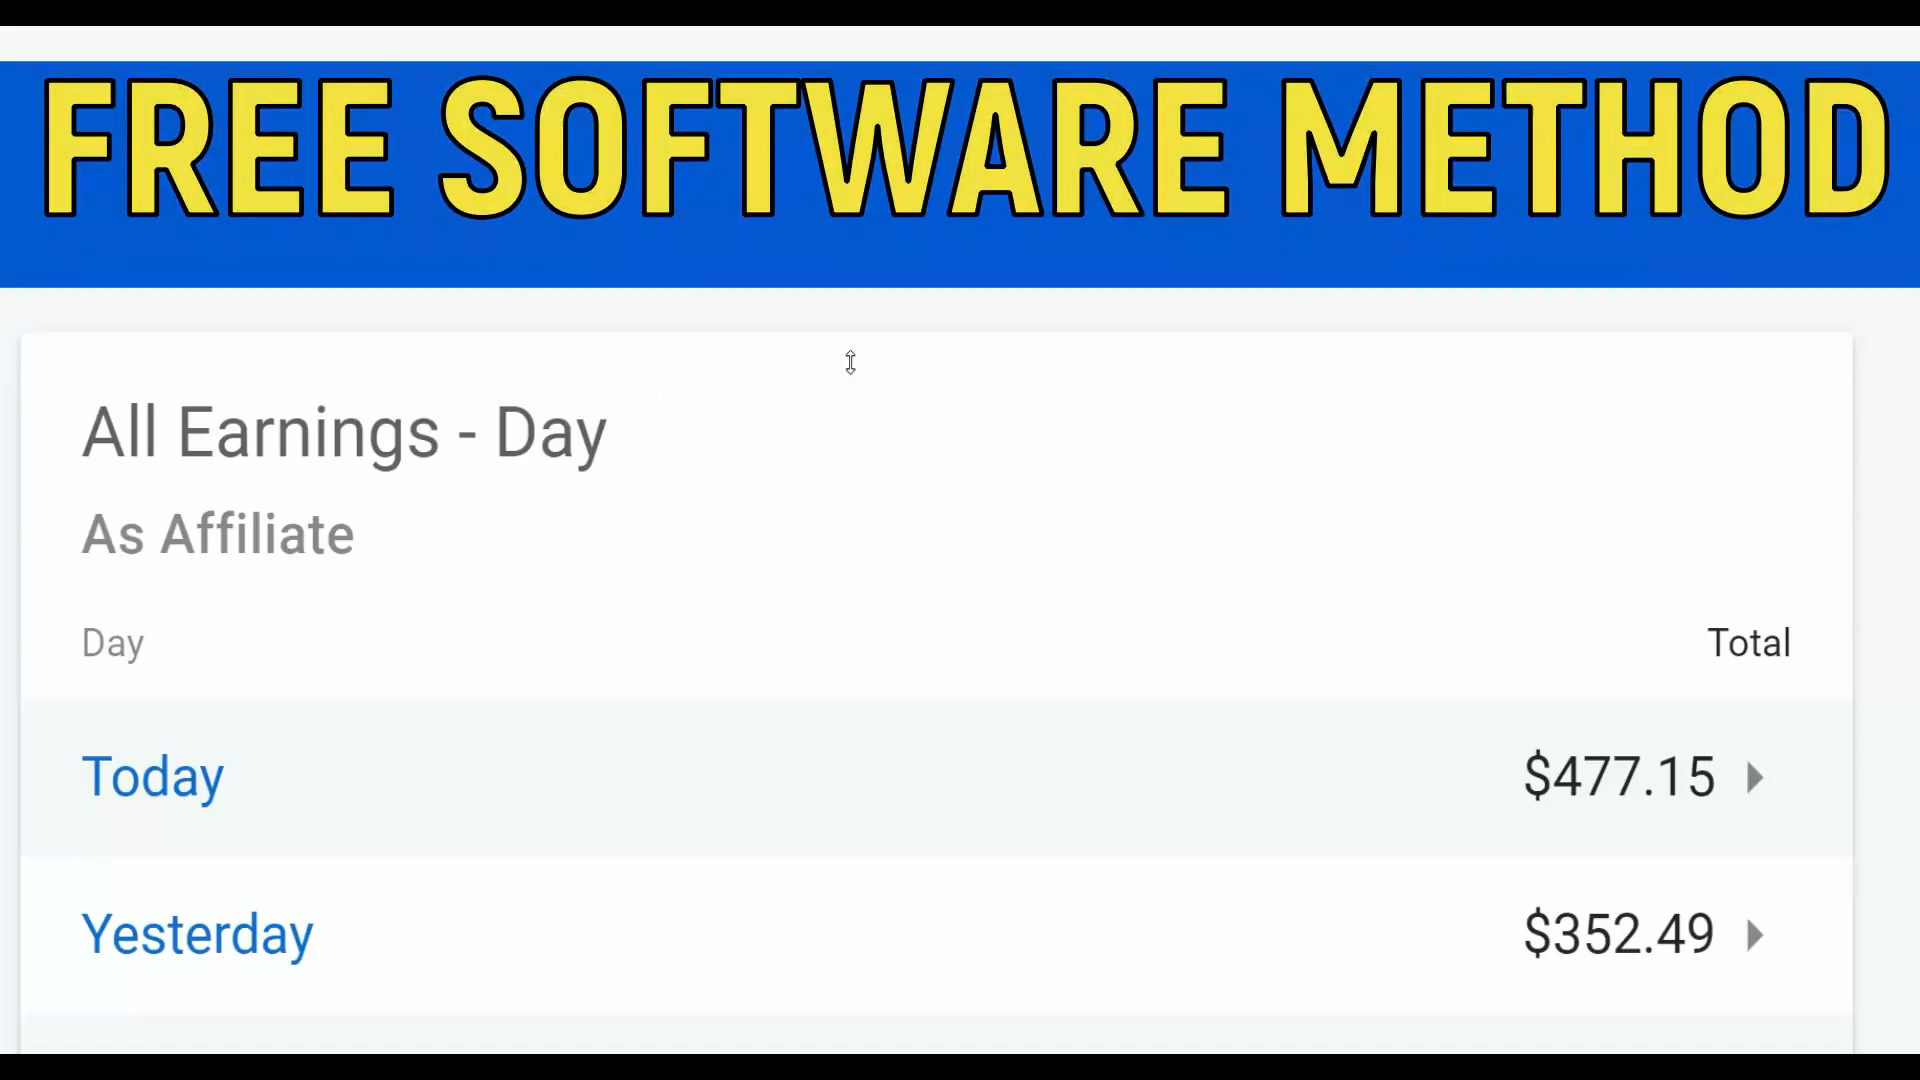 FREE SOFTWARE METHOD
All Earnings - Day
As Affiliate
Day Total
Today $477.15
Yesterday $352.49